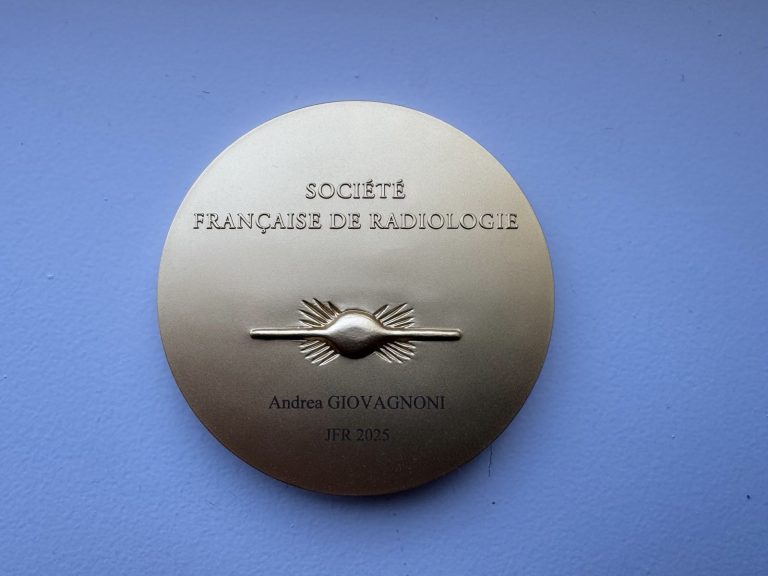 SOCIÉTÉ
FRANÇAISE DE RADIOLOGIE
Andrea GIOVAGNONI
JFR 2025